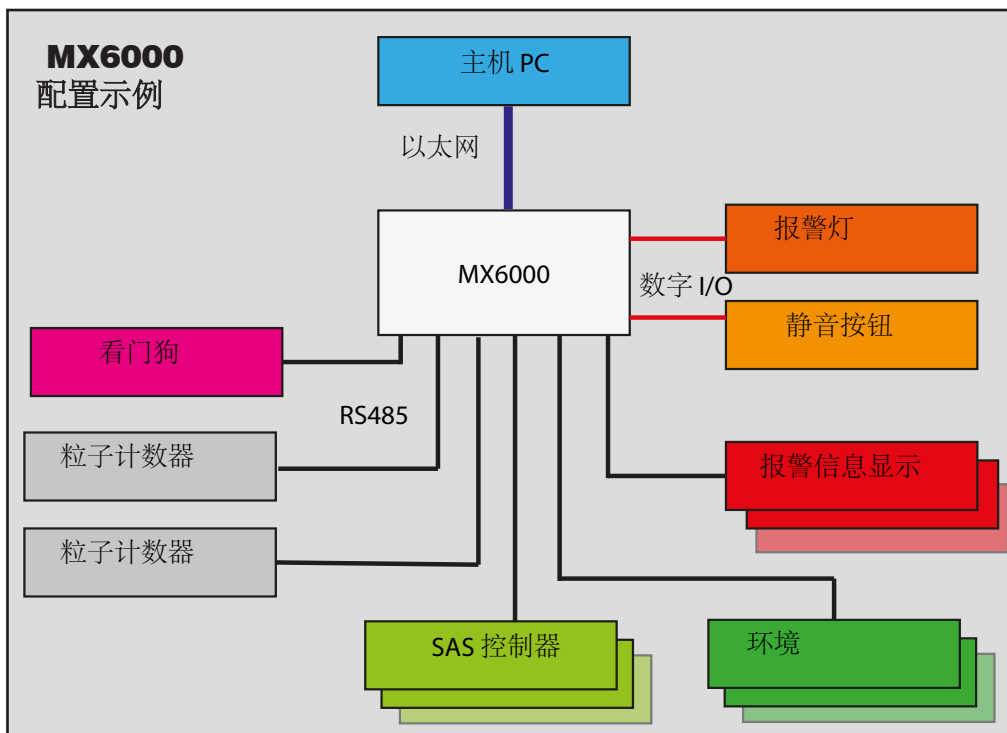 MX6000
配置示例
主机 PC
以太网
MX6000
报警灯
数字 I/O
静音按钮
看门狗
RS485
粒子计数器
报警信息显示
粒子计数器
SAS 控制器
环境